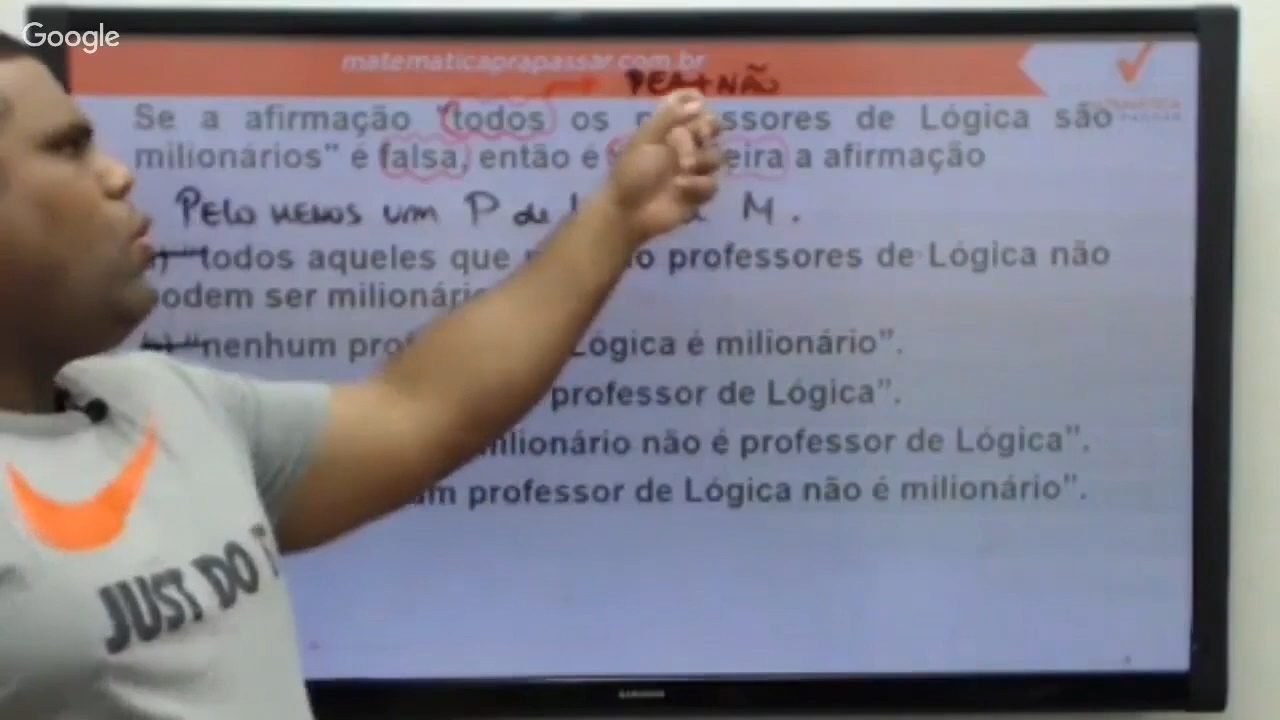 Google
matematicaprapassar.com.br
PEA+NÃO
Se a afirmação "todos os professores de Lógica são
milionários" é falsa, então é eira a afirmação
Pelo menos um P de M.
"todos aqueles que professores de Lógica não
podem ser
b) "nenhum Lógica é milionário".
professor de Lógica".
milionário não é professor de Lógica".
um professor de Lógica não é milionário".
JUST DO